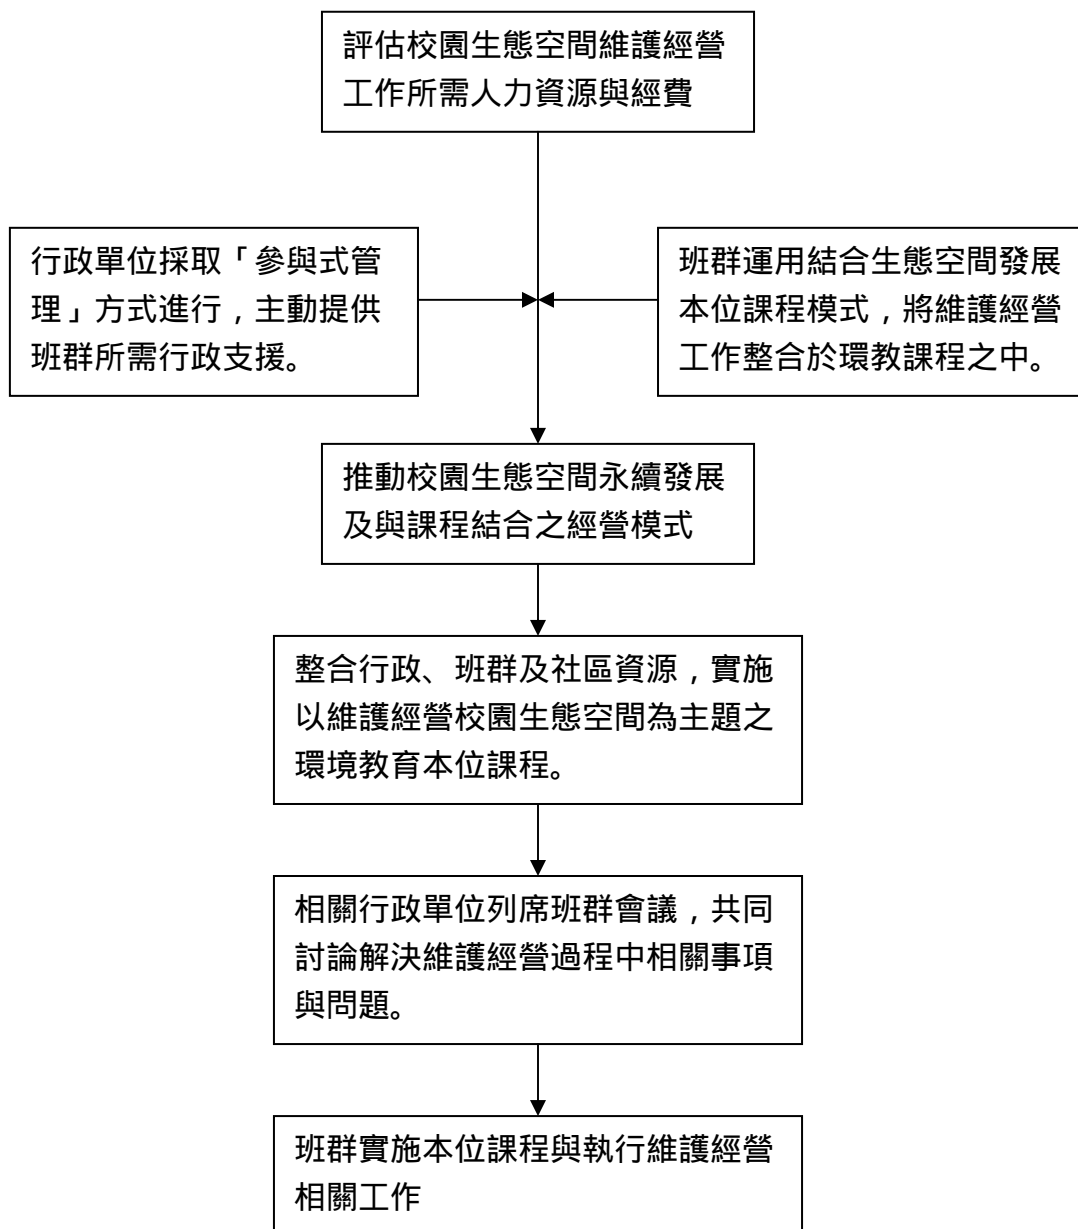 評估校園生態空間維護經營
工作所需人力資源與經費
行政單位採取「參與式管
理」方式進行，主動提供
班群所需行政支援。
班群運用結合生態空間發展
本位課程模式，將維護經營
工作整合於環教課程之中。
推動校園生態空間永續發展
及與課程結合之經營模式
整合行政、班群及社區資源，實施
以維護經營校園生態空間為主題之
環境教育本位課程。
相關行政單位列席班群會議，共同
討論解決維護經營過程中相關事項
與問題。
班群實施本位課程與執行維護經營
相關工作